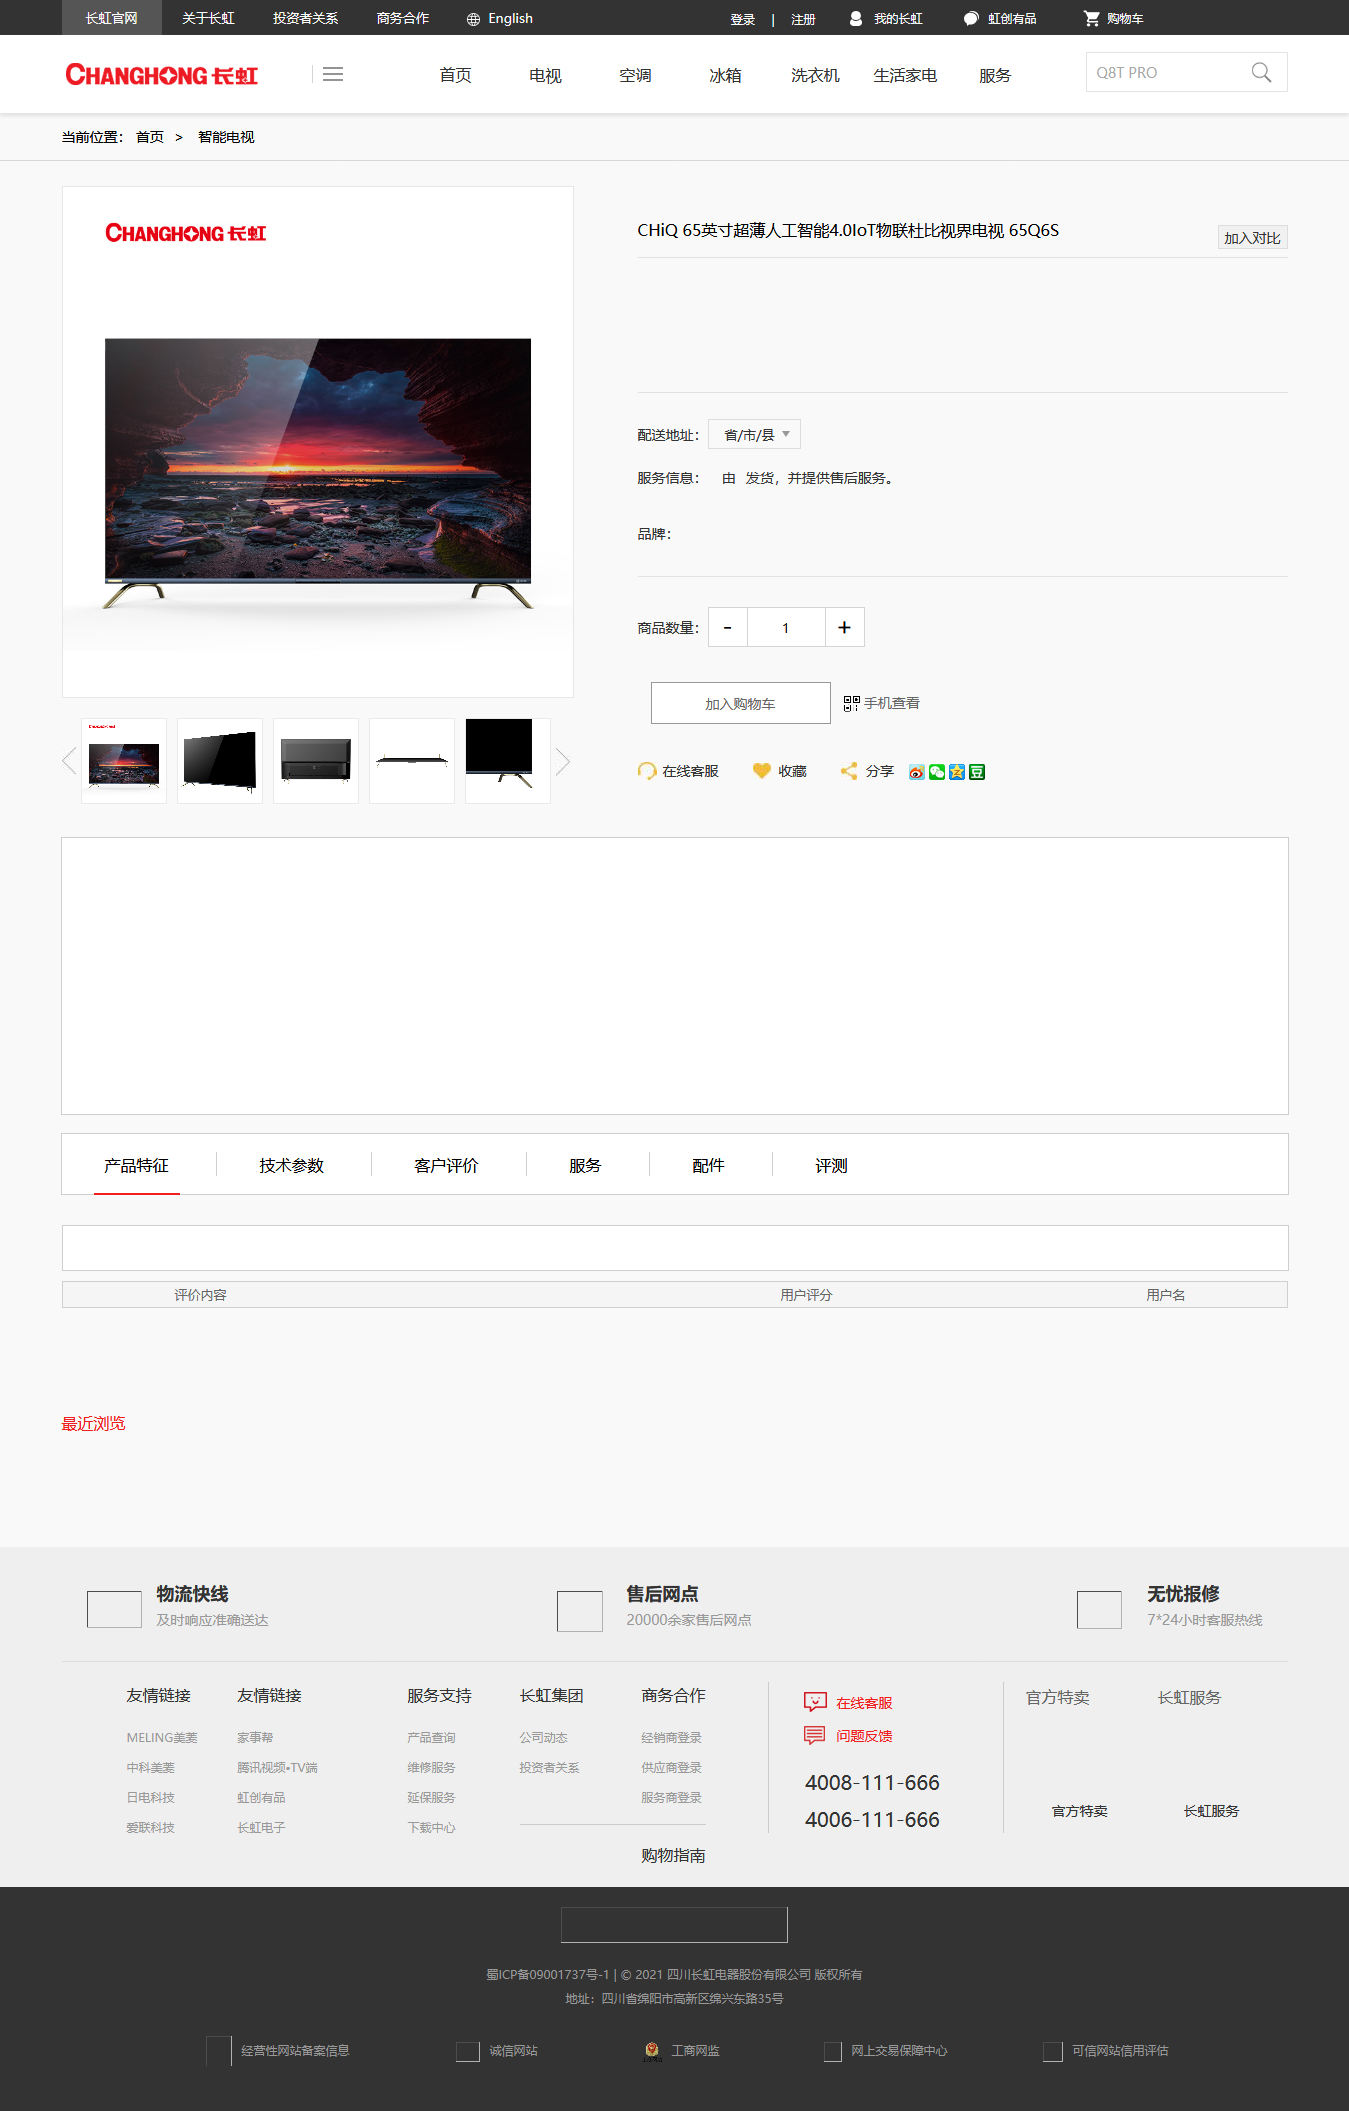 长虹官网 关于长虹 投资者关系 商务合作 English 登录 | 注册 我的长虹 虹创有品 购物车
CHANGHONG 长虹 首页 电视 空调 冰箱 洗衣机 生活家电 服务 Q8T PRO
当前位置： 首页 > 智能电视
CHANGHONG 长虹
CHiQ 65英寸超薄人工智能4.0IoT物联杜比视界电视 65Q6S
加入对比
配送地址： 省/市/县
服务信息： 由 发货，并提供售后服务。
品牌：
商品数量： - 1 +
加入购物车 手机查看
在线客服 收藏 分享
产品特征 技术参数 客户评价 服务 配件 评测
评价内容 用户评分 用户名
最近浏览
物流快线 售后网点 无忧报修
及时响应准确送达 20000余家售后网点 7*24小时客服热线
友情链接 友情链接 服务支持 长虹集团 商务合作 在线客服 官方特卖 长虹服务
MELING美菱 家事帮 产品查询 公司动态 经销商登录 问题反馈
中科美菱 腾讯视频•TV端 维修服务 投资者关系 供应商登录
日电科技 虹创有品 延保服务 服务商登录 4008-111-666
爱联科技 长虹电子 下载中心 4006-111-666 官方特卖 长虹服务
购物指南
蜀ICP备09001737号-1 | © 2021 四川长虹电器股份有限公司 版权所有
地址：四川省绵阳市高新区绵兴东路35号
经营性网站备案信息 诚信网站 工商网监 网上交易保障中心 可信网站信用评估